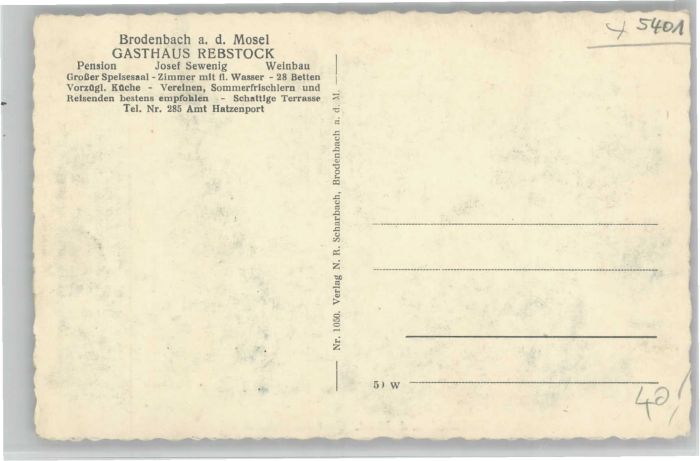 Brodenbach a. d. Mosel
GASTHAUS REBSTOCK
Pension Josef Sewenig Weinbau
Großer Speisesaal - Zimmer mit fl. Wasser - 28 Betten
Vorzügl. Küche - Vereinen, Sommerfrischlern und
Reisenden bestens empfohlen - Schattige Terrasse
Tel. Nr. 285 Amt Hatzenport
Nr. 1050. Verlag N. R. Scharbach, Brodenbach a. d. M.
5401
5) W
40,-